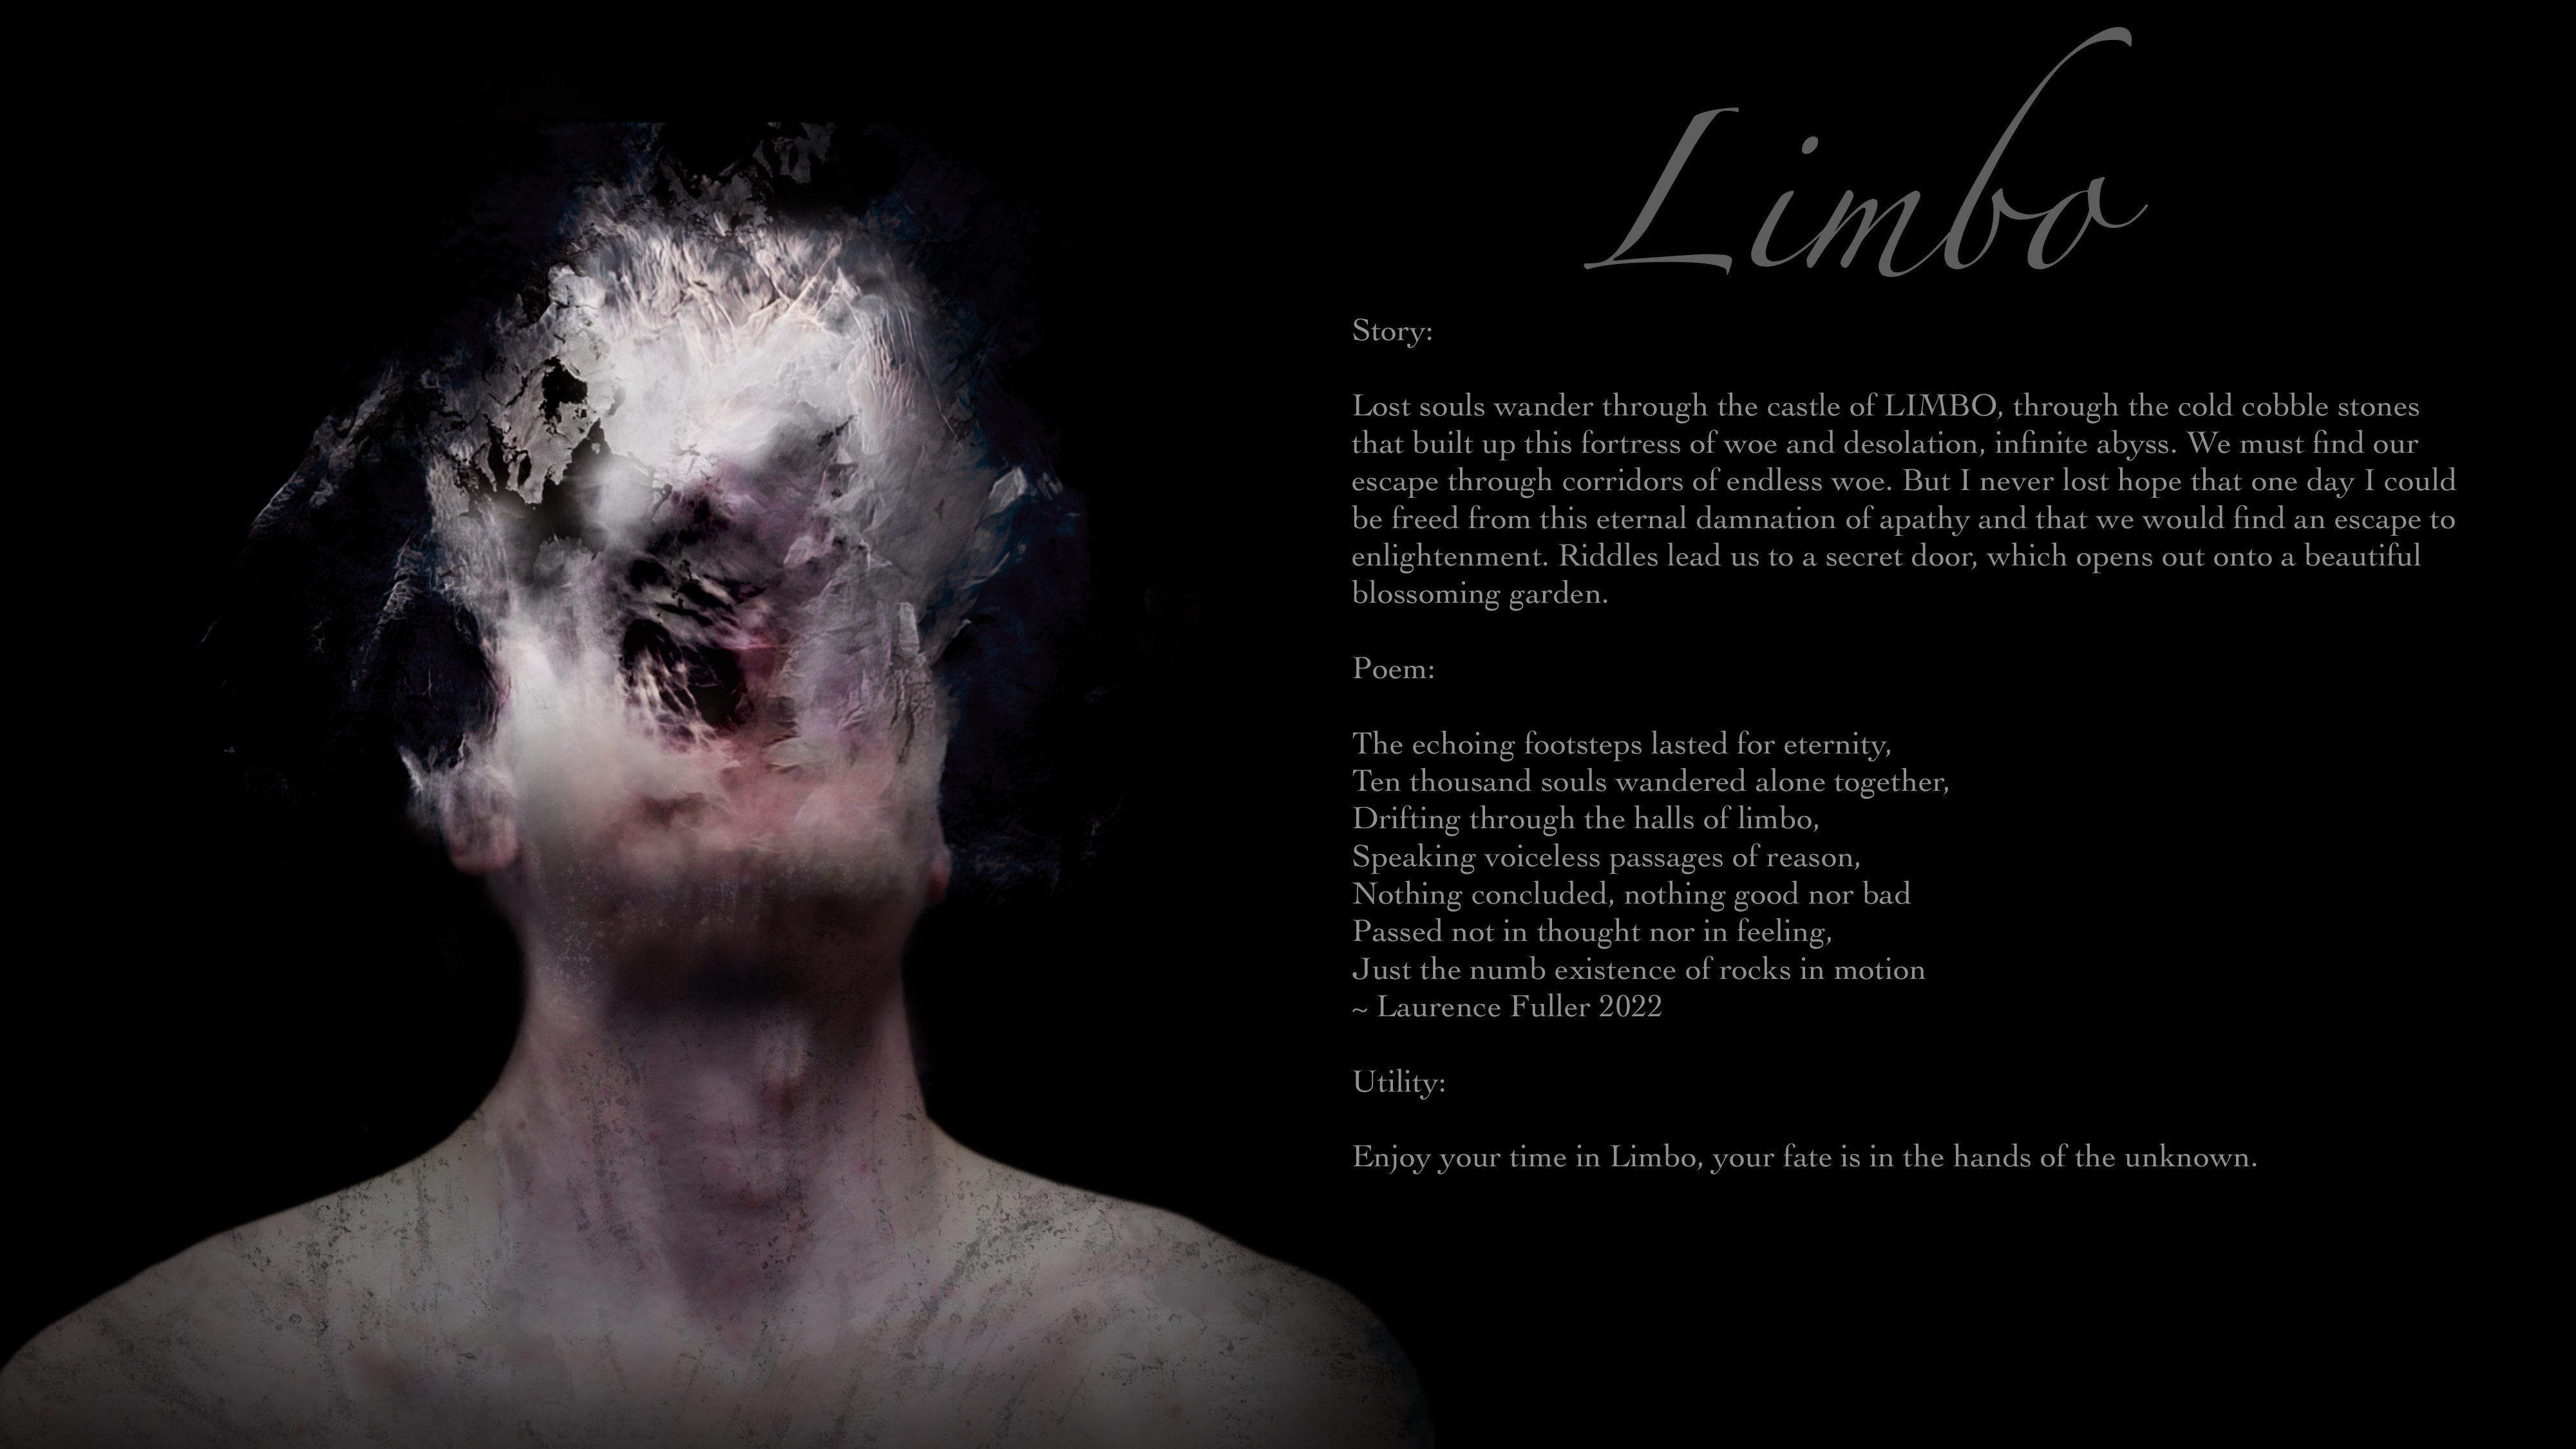 Limbo
Story:
Lost souls wander through the castle of LIMBO, through the cold cobble stones
that built up this fortress of woe and desolation, infinite abyss. We must find our
escape through corridors of endless woe. But I never lost hope that one day I could
be freed from this eternal damnation of apathy and that we would find an escape to
enlightenment. Riddles lead us to a secret door, which opens out onto a beautiful
blossoming garden.
Poem:
The echoing footsteps lasted for eternity,
Ten thousand souls wandered alone together,
Drifting through the halls of limbo,
Speaking voiceless passages of reason,
Nothing concluded, nothing good nor bad
Passed not in thought nor in feeling,
Just the numb existence of rocks in motion
~ Laurence Fuller 2022
Utility:
Enjoy your time in Limbo, your fate is in the hands of the unknown.